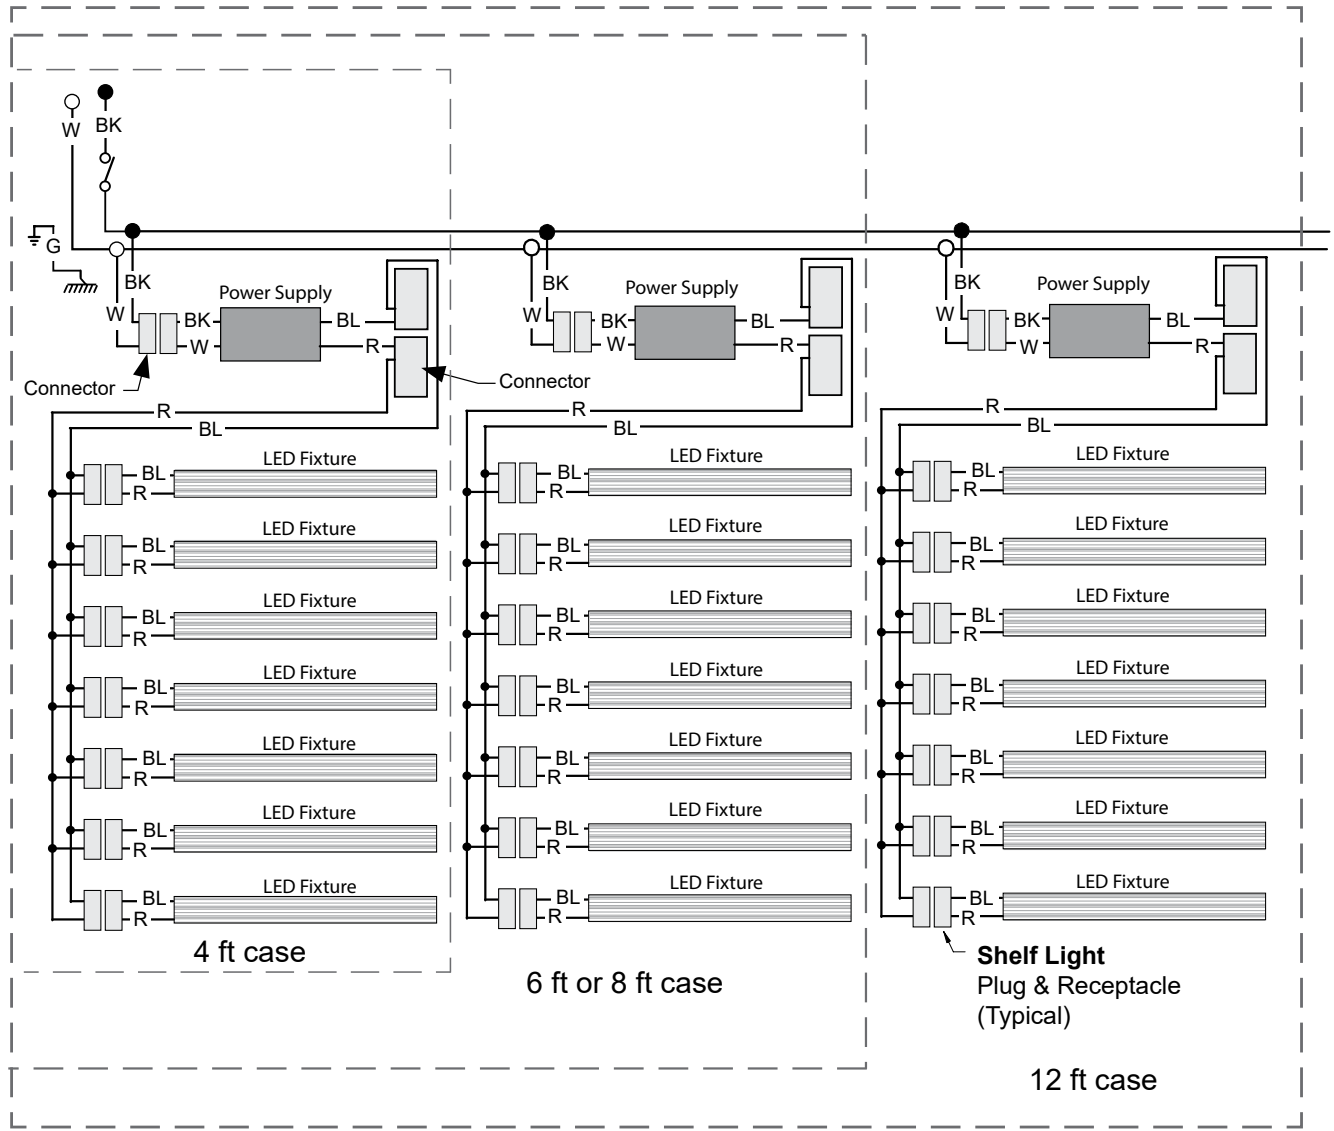 W
BK
G
BK
W
Power Supply
BK
W
BL
R
Connector
Connector
R
BL
LED Fixture
BL
R
LED Fixture
BL
R
LED Fixture
BL
R
LED Fixture
BL
R
LED Fixture
BL
R
LED Fixture
BL
R
LED Fixture
BL
R
4 ft case
BK
W
Power Supply
BK
W
BL
R
R
BL
LED Fixture
BL
R
LED Fixture
BL
R
LED Fixture
BL
R
LED Fixture
BL
R
LED Fixture
BL
R
LED Fixture
BL
R
LED Fixture
BL
R
6 ft or 8 ft case
BK
W
Power Supply
BK
W
BL
R
R
BL
LED Fixture
BL
R
LED Fixture
BL
R
LED Fixture
BL
R
LED Fixture
BL
R
LED Fixture
BL
R
LED Fixture
BL
R
LED Fixture
BL
R
Shelf Light
Plug & Receptacle
(Typical)
12 ft case